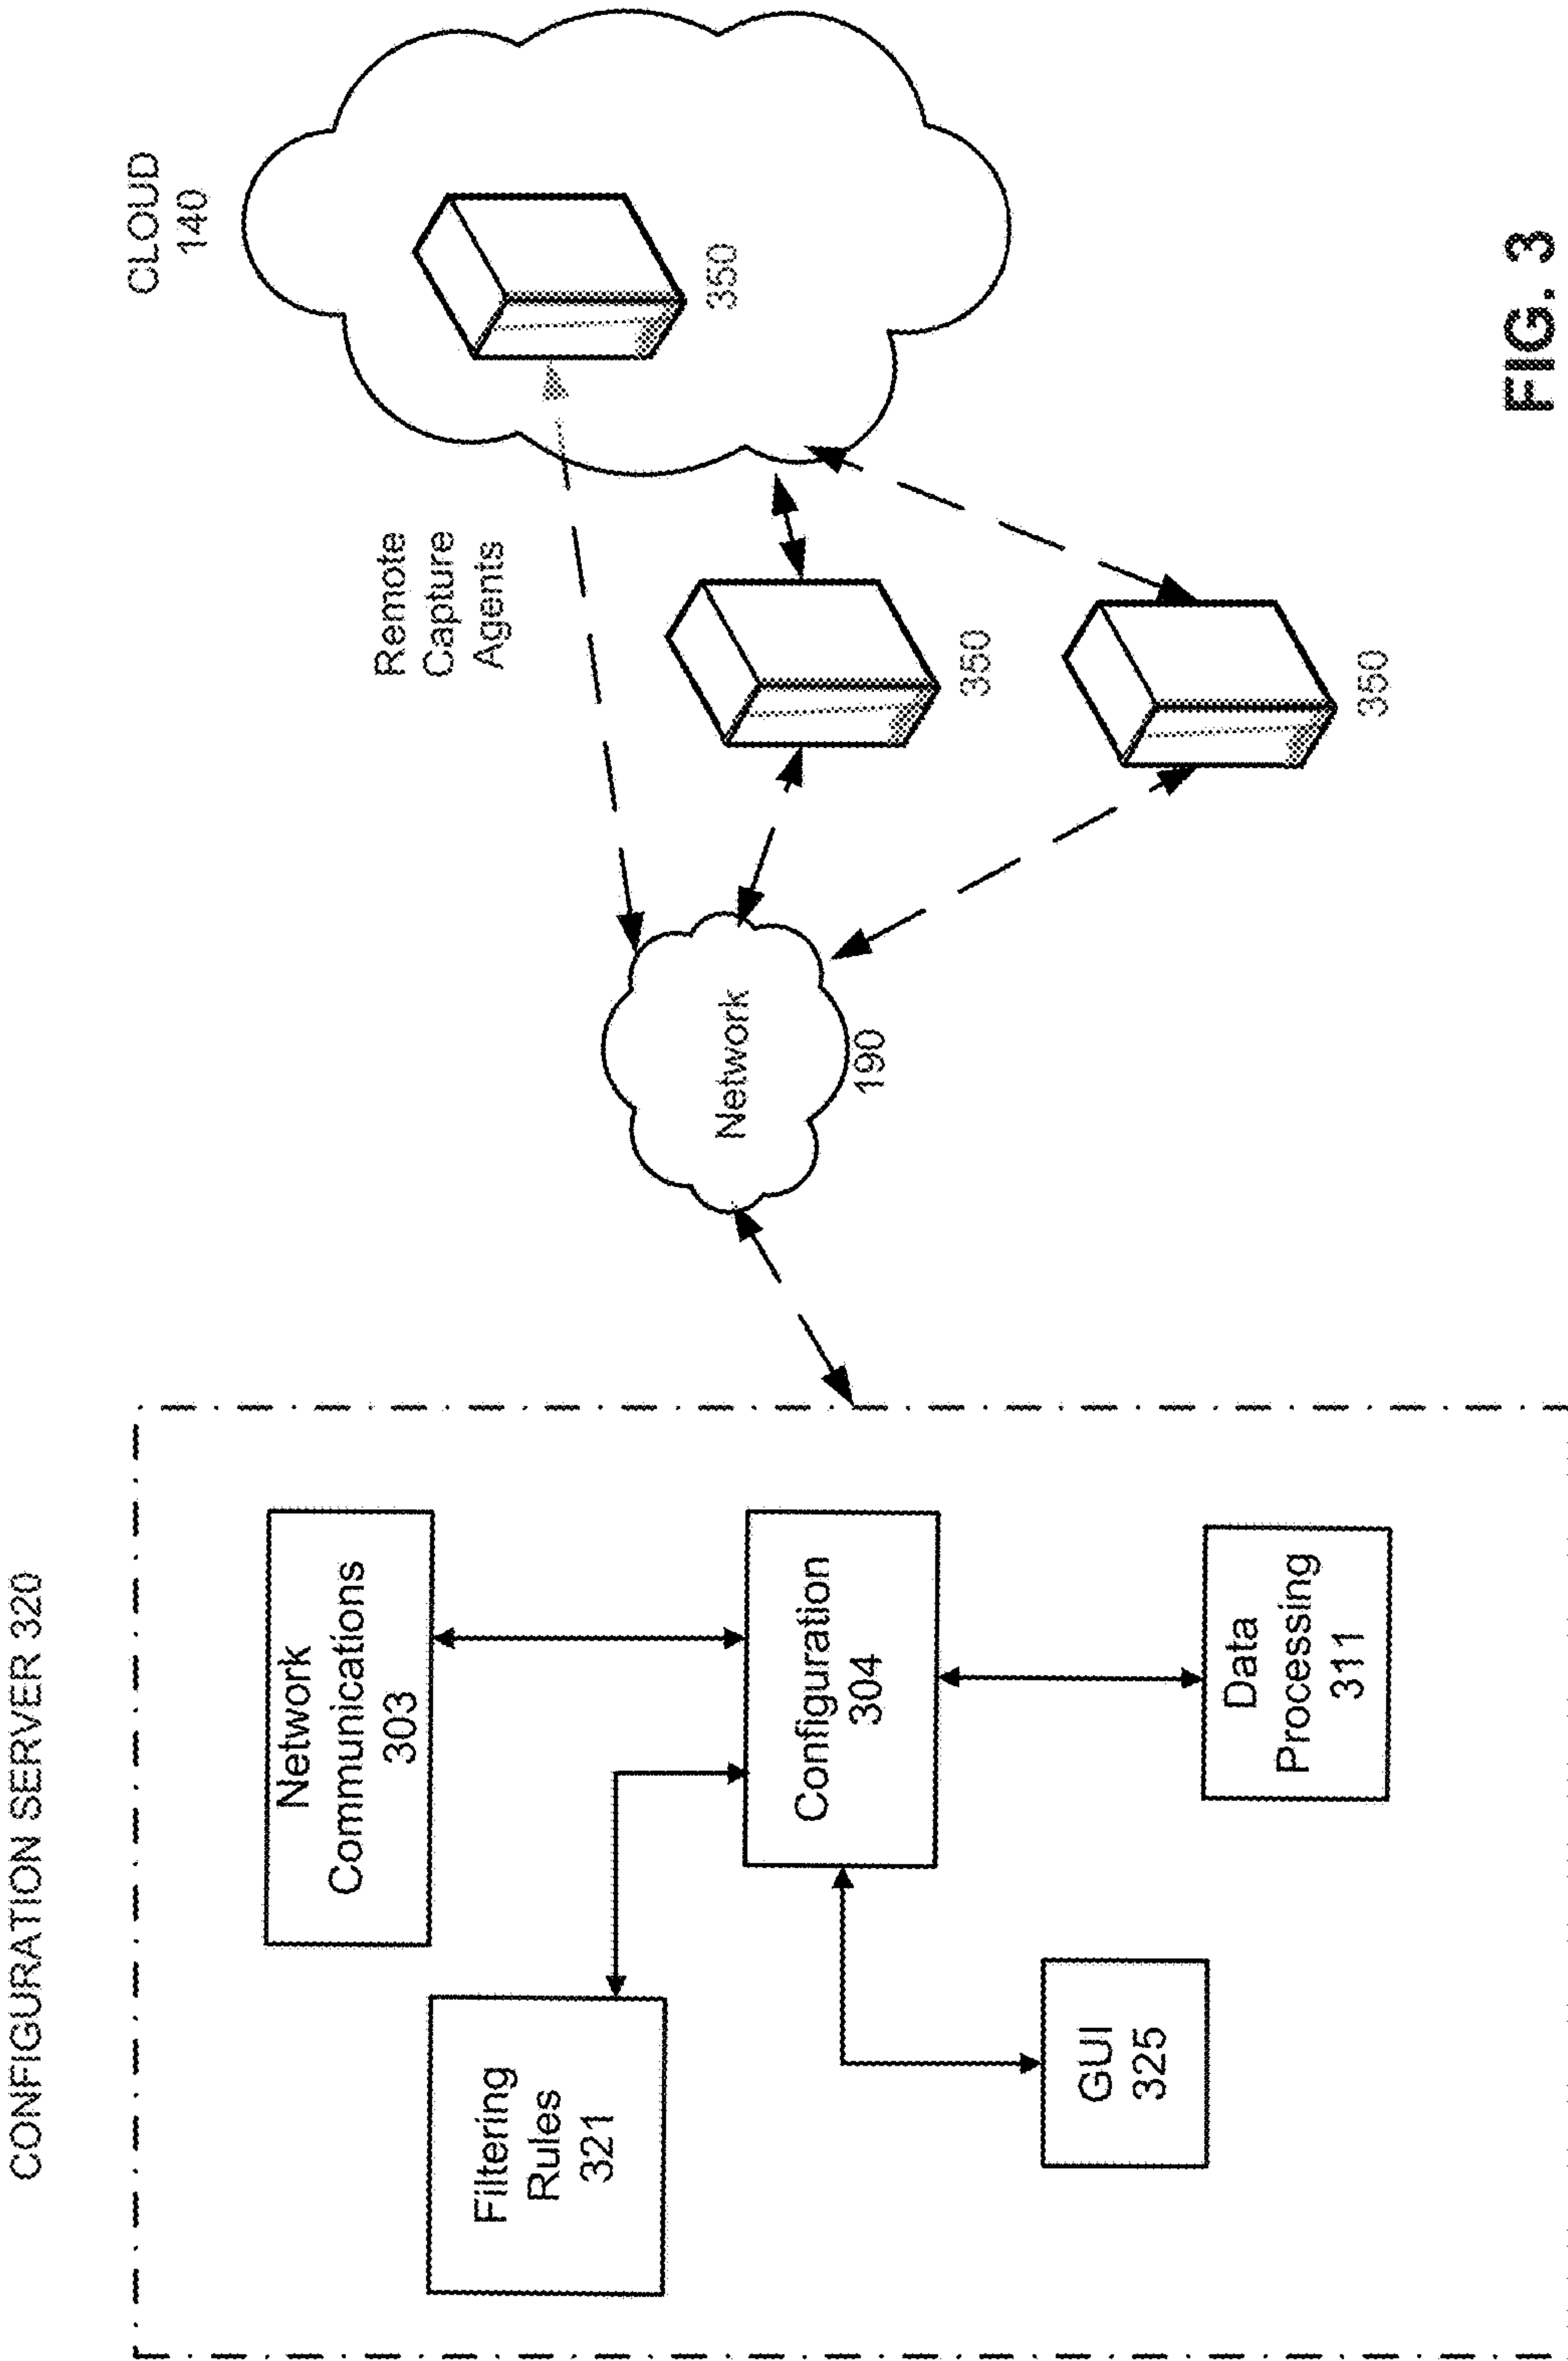 CONFIGURATION SERVER 320
Network
Communications
303
Filtering
Rules
321
Configuration
304
GUI
325
Data
Processing
311
Network
190
Remote
Capture
Agents
350
350
CLOUD
140
350
FIG. 3